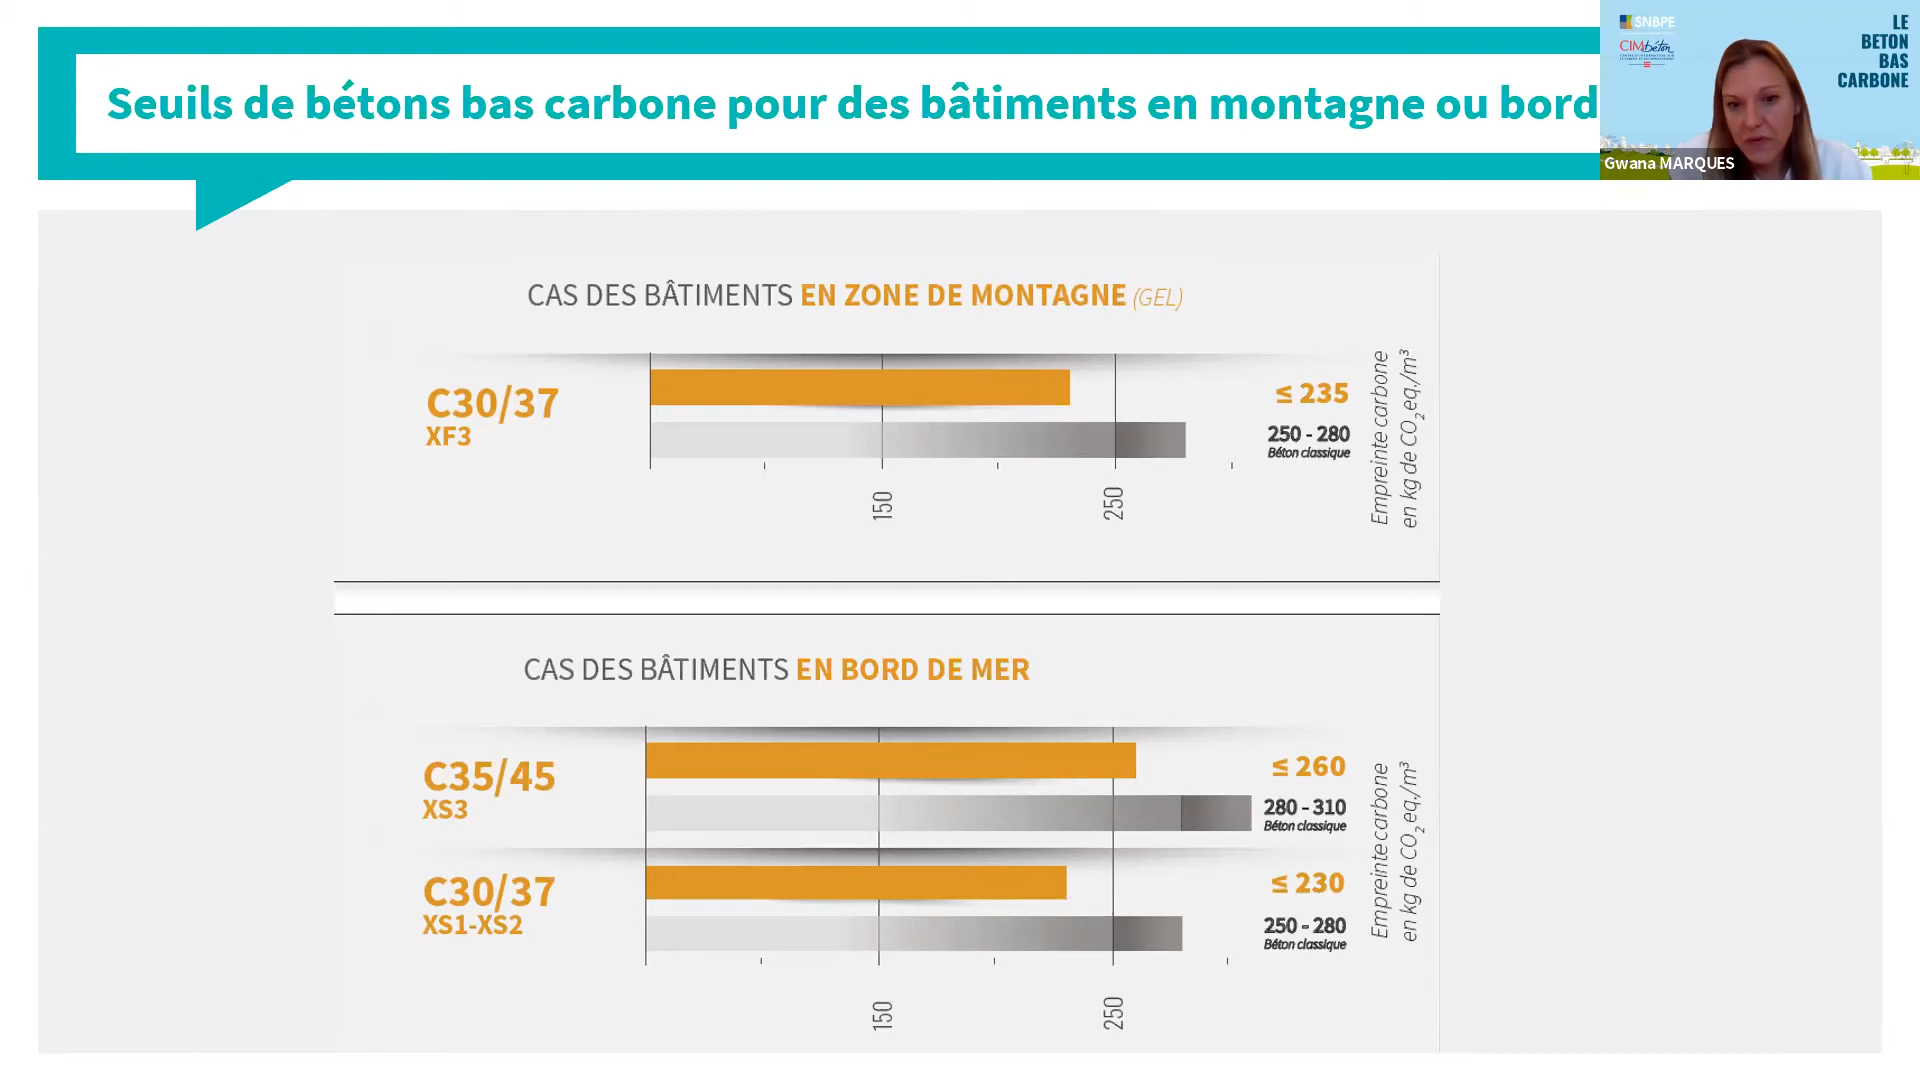 Seuils de bétons bas carbone pour des bâtiments en montagne ou bord
SNBPE
CIMbéton
LE
BETON
BAS
CARBONE
Gwana MARQUES
CAS DES BÂTIMENTS EN ZONE DE MONTAGNE (GEL)
C30/37
XF3
≤ 235
250 - 280
Béton classique
150
250
Empreinte carbone
en kg de CO2 eq./m³
CAS DES BÂTIMENTS EN BORD DE MER
C35/45
XS3
≤ 260
280 - 310
Béton classique
C30/37
XS1-XS2
≤ 230
250 - 280
Béton classique
150
250
Empreinte carbone
en kg de CO2 eq./m³